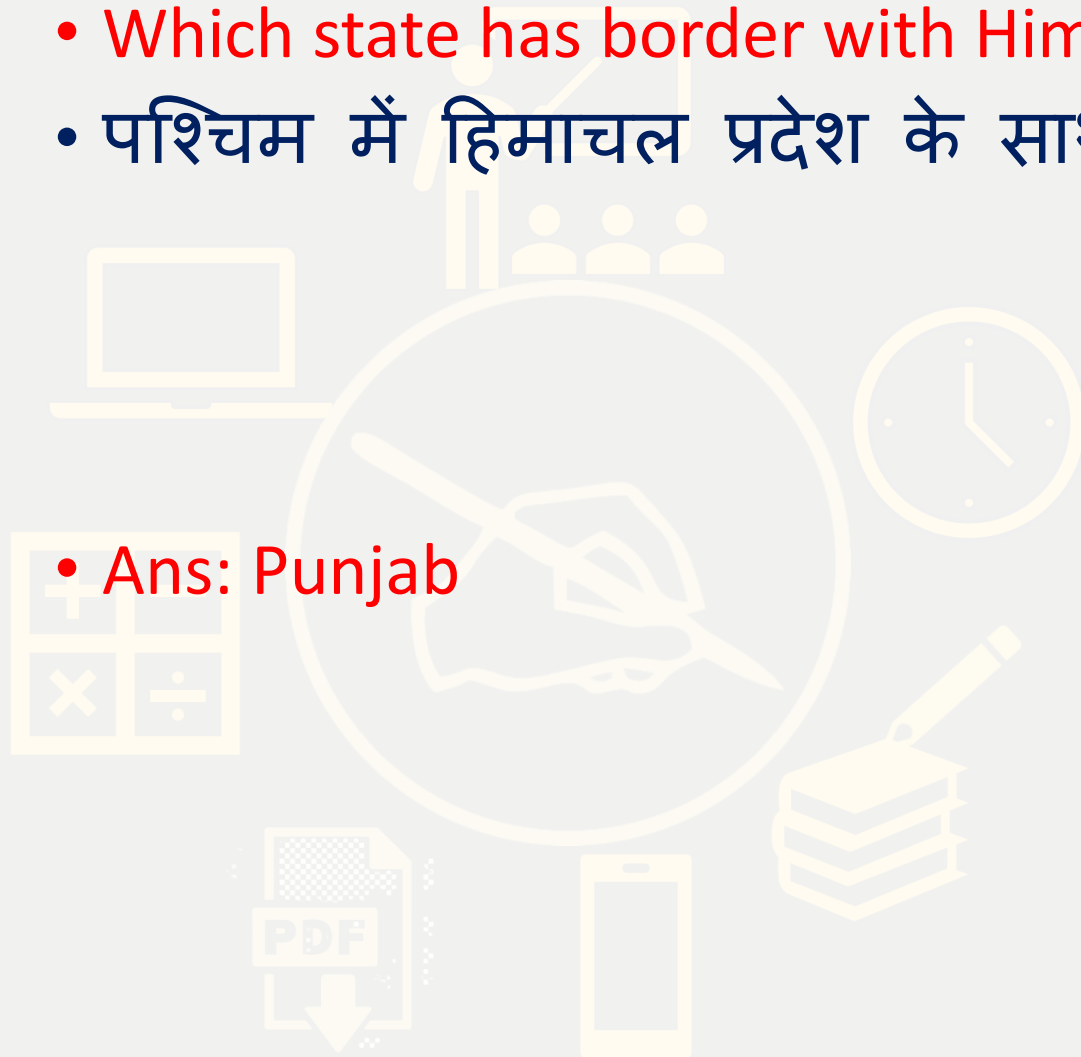 • Which state has border with Him
• पश्चिम में हिमाचल प्रदेश के साथ
• Ans: Punjab
PDF